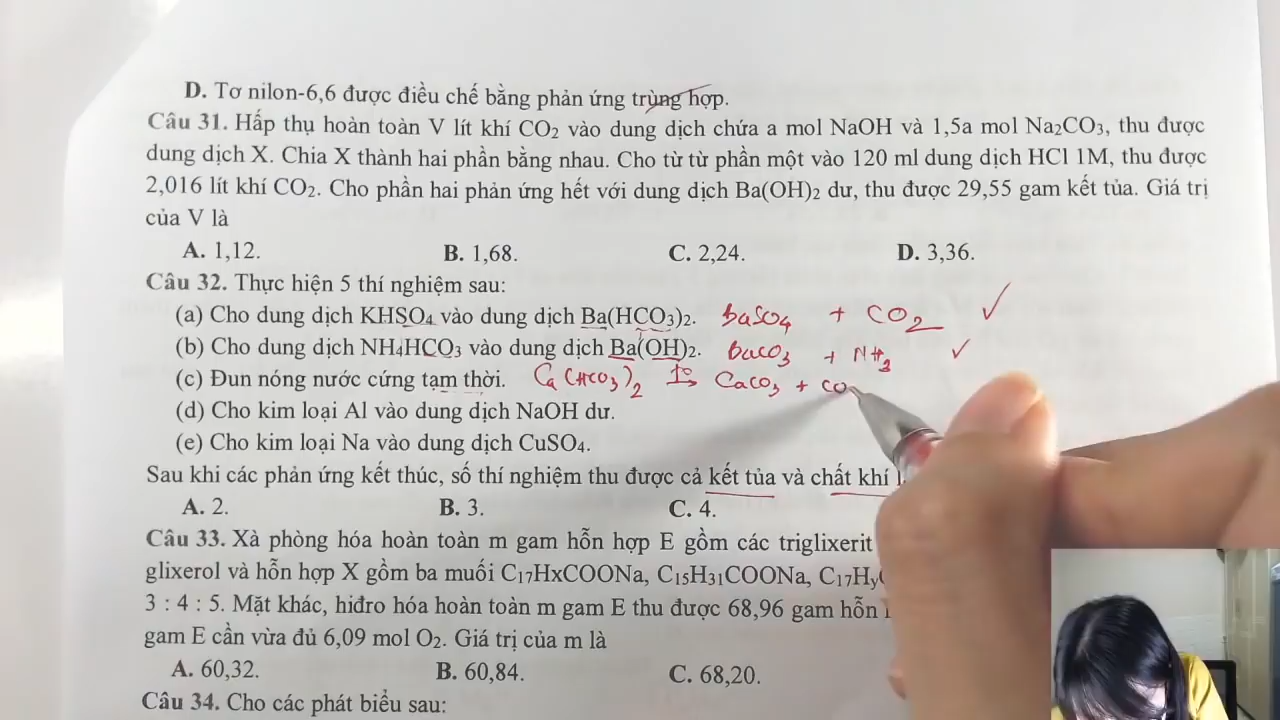 D. Tơ nilon-6,6 được điều chế bằng phản ứng trùng hợp.
Câu 31. Hấp thụ hoàn toàn V lít khí CO₂ vào dung dịch chứa a mol NaOH và 1,5a mol Na₂CO₃, thu được
dung dịch X. Chia X thành hai phần bằng nhau. Cho từ từ phần một vào 120 ml dung dịch HCl 1M, thu được
2,016 lít khí CO₂. Cho phần hai phản ứng hết với dung dịch Ba(OH)₂ dư, thu được 29,55 gam kết tủa. Giá trị
của V là
A. 1,12. B. 1,68. C. 2,24. D. 3,36.
Câu 32. Thực hiện 5 thí nghiệm sau:
(a) Cho dung dịch KHSO₄ vào dung dịch Ba(HCO₃)₂. BaSO₄ + CO₂ ✓
(b) Cho dung dịch NH₄HCO₃ vào dung dịch Ba(OH)₂. BaCO₃ + NH₃ ✓
(c) Đun nóng nước cứng tạm thời. Ca(HCO₃)₂ t° → CaCO₃ + CO
(d) Cho kim loại Al vào dung dịch NaOH dư.
(e) Cho kim loại Na vào dung dịch CuSO₄.
Sau khi các phản ứng kết thúc, số thí nghiệm thu được cả kết tủa và chất khí
A. 2. B. 3. C. 4.
Câu 33. Xà phòng hóa hoàn toàn m gam hỗn hợp E gồm các triglixerit
glixerol và hỗn hợp X gồm ba muối C₁₇HxCOONa, C₁₅H₃₁COONa, C₁₇Hy
3 : 4 : 5. Mặt khác, hiđro hóa hoàn toàn m gam E thu được 68,96 gam hỗn
gam E cần vừa đủ 6,09 mol O₂. Giá trị của m là
A. 60,32. B. 60,84. C. 68,20.
Câu 34. Cho các phát biểu sau: